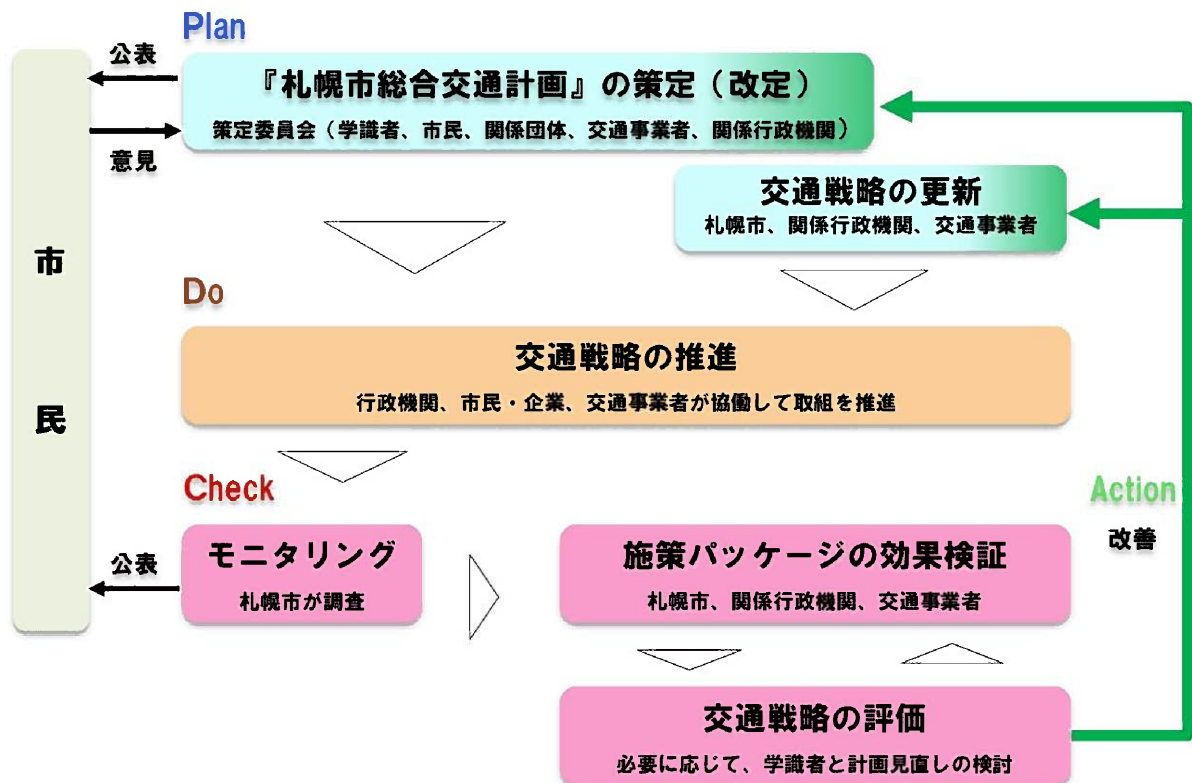 Plan
公表
『札幌市総合交通計画』の策定（改定）
策定委員会（学識者、市民、関係団体、交通事業者、関係行政機関）
意見
交通戦略の更新
札幌市、関係行政機関、交通事業者
市民
Do
交通戦略の推進
行政機関、市民・企業、交通事業者が協働して取組を推進
Check
Action
改善
公表
モニタリング
札幌市が調査
施策パッケージの効果検証
札幌市、関係行政機関、交通事業者
交通戦略の評価
必要に応じて、学識者と計画見直しの検討